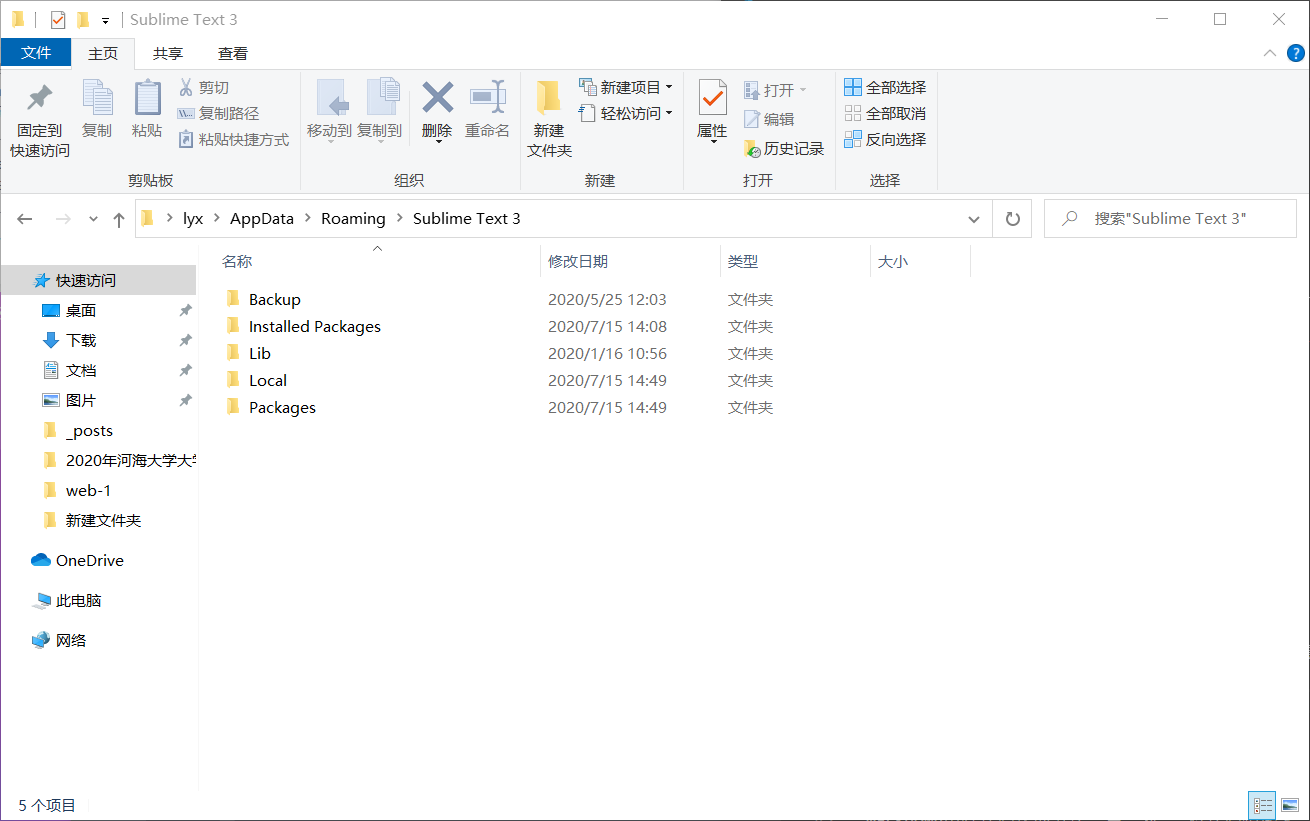 Sublime Text 3
文件 主页 共享 查看
固定到
快速访问
复制
粘贴
剪切
复制路径
粘贴快捷方式
剪贴板
移动到 复制到 删除 重命名
组织
新建
文件夹
新建项目
轻松访问
新建
属性
打开
编辑
历史记录
打开
全部选择
全部取消
反向选择
选择
lyx AppData Roaming Sublime Text 3
搜索"Sublime Text 3"
快速访问
桌面
下载
文档
图片
_posts
2020年河海大学大
web-1
新建文件夹
OneDrive
此电脑
网络
名称 修改日期 类型 大小
Backup 2020/5/25 12:03 文件夹
Installed Packages 2020/7/15 14:08 文件夹
Lib 2020/1/16 10:56 文件夹
Local 2020/7/15 14:49 文件夹
Packages 2020/7/15 14:49 文件夹
5 个项目